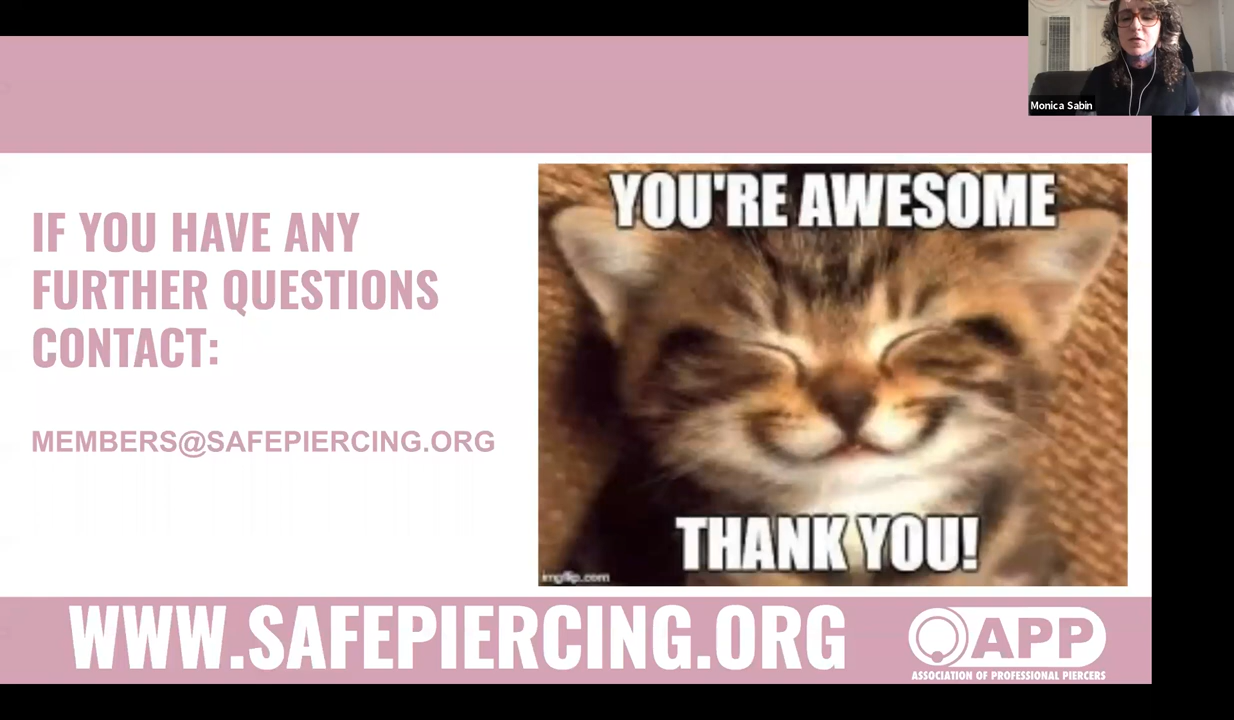 Monica Sabin
IF YOU HAVE ANY
FURTHER QUESTIONS
CONTACT:
MEMBERS@SAFEPIERCING.ORG
YOU'RE AWESOME
THANK YOU!
imgflip.com
WWW.SAFEPIERCING.ORG
APP
ASSOCIATION OF PROFESSIONAL PIERCERS